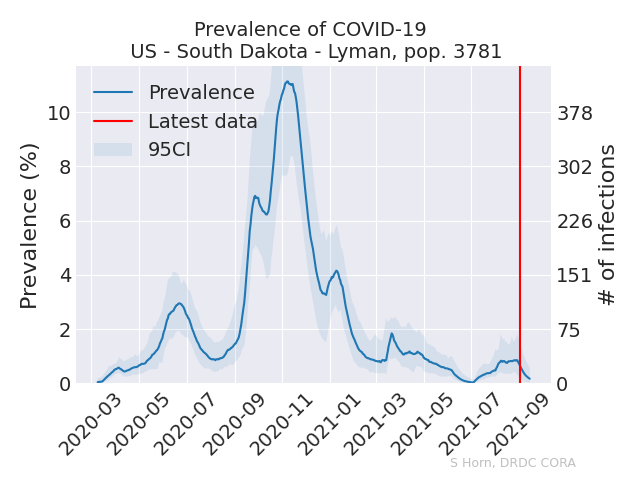 Prevalence of COVID-19
US - South Dakota - Lyman, pop. 3781
Prevalence
Latest data
95CI
Prevalence (%)
10
8
6
4
2
0
378
302
226
151
75
0
# of infections
2020-03
2020-05
2020-07
2020-09
2020-11
2021-01
2021-03
2021-05
2021-07
2021-09
S Horn, DRDC CORA